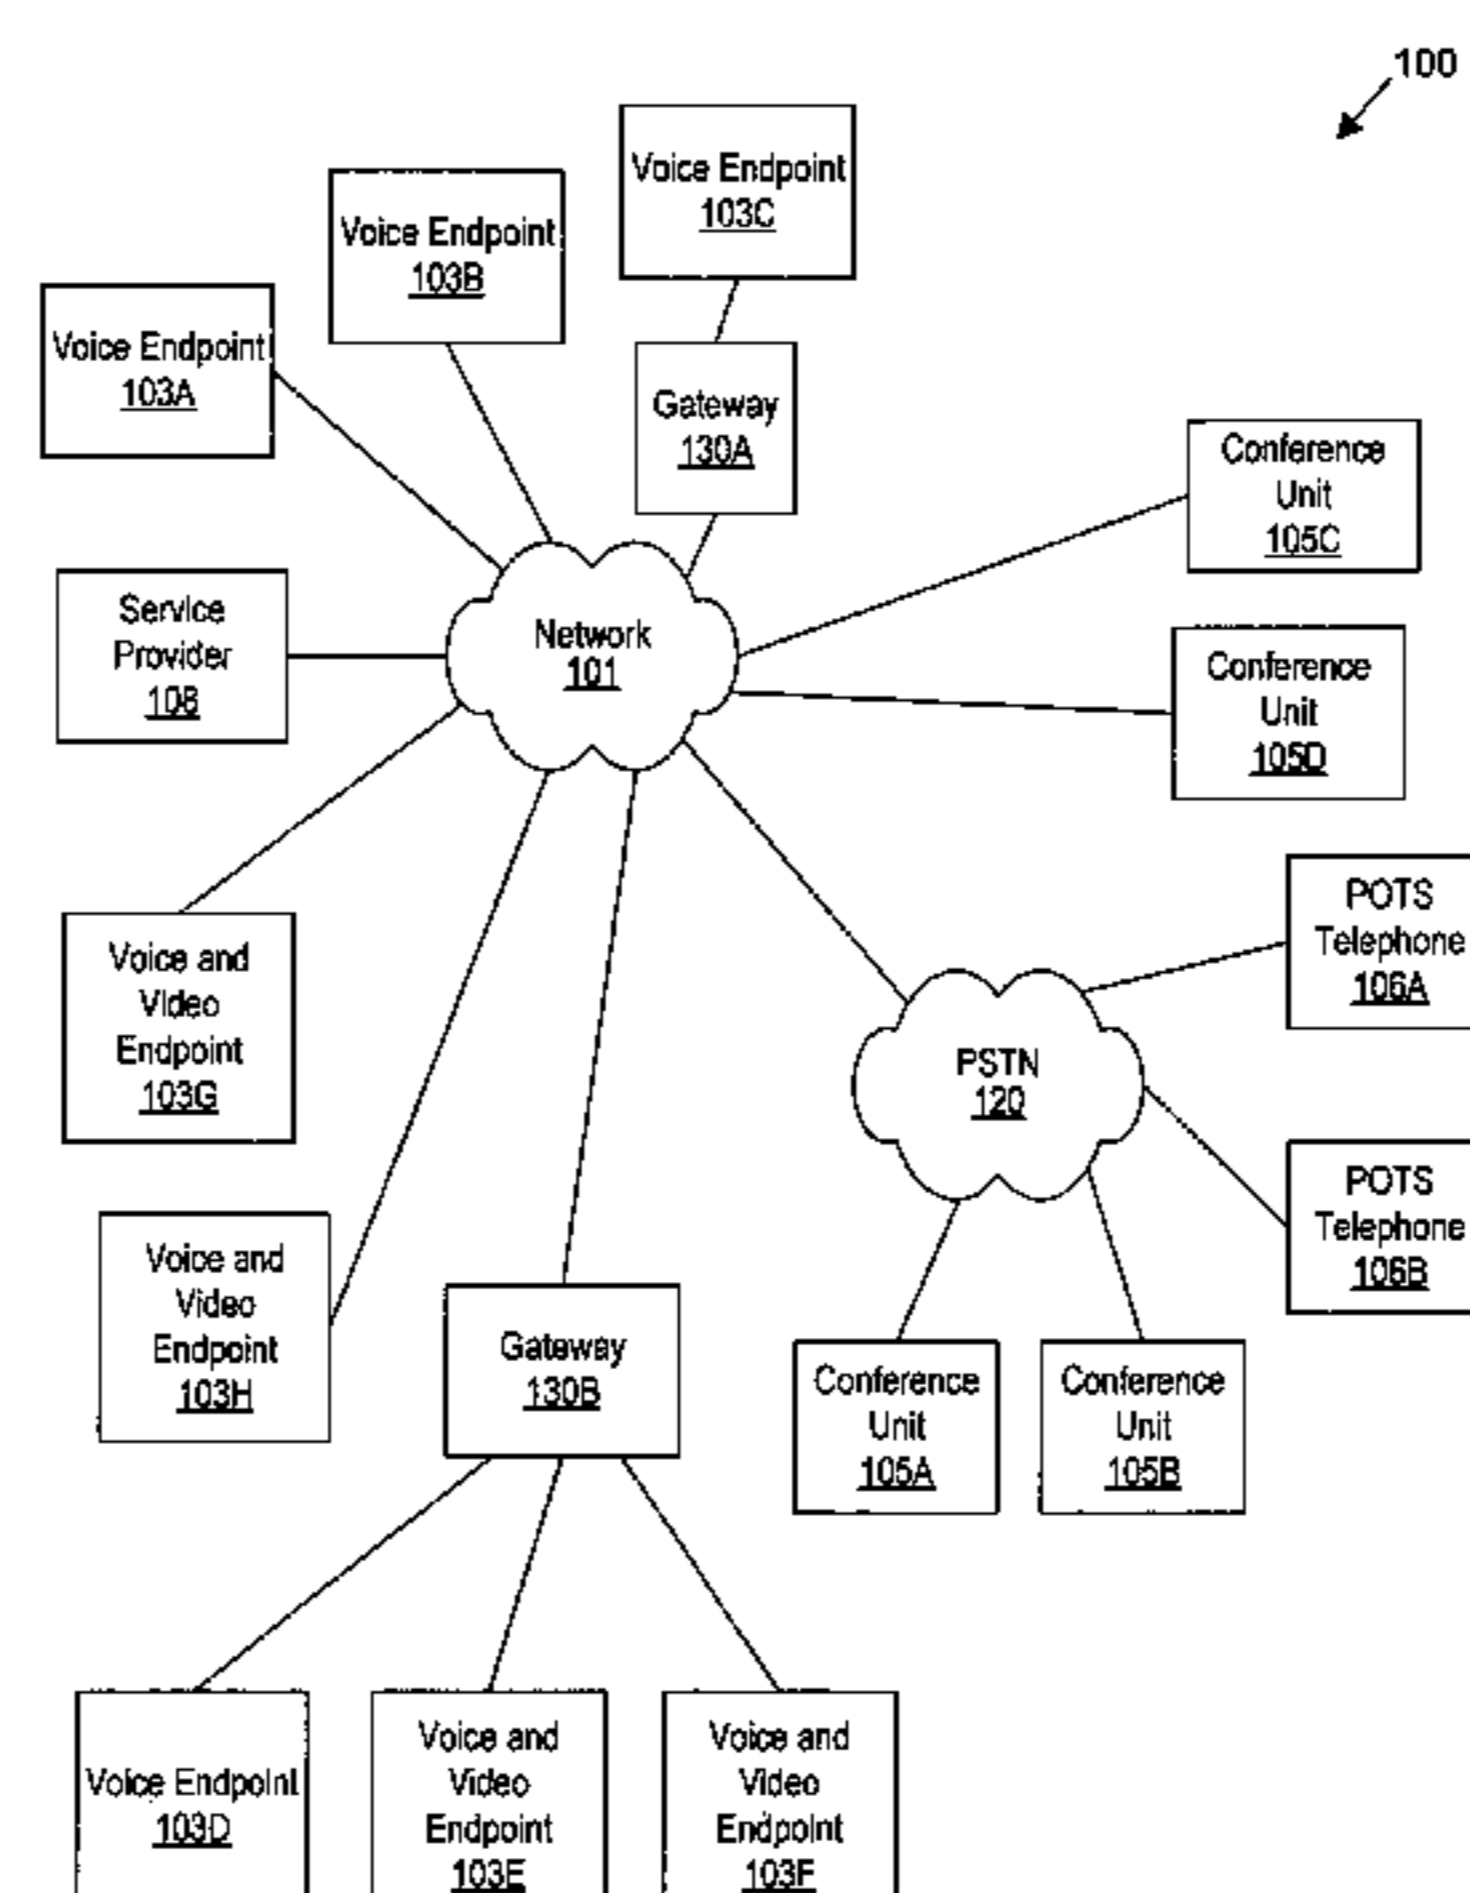 100
Voice Endpoint
103C
Voice Endpoint
103B
Voice Endpoint
103A
Gateway
130A
Conference
Unit
105C
Service
Provider
108
Network
101
Conference
Unit
105D
POTS
Telephone
106A
Voice and
Video
Endpoint
103G
PSTN
120
POTS
Telephone
106B
Voice and
Video
Endpoint
103H
Gateway
130B
Conference
Unit
105A
Conference
Unit
105B
Voice Endpoint
103D
Voice and
Video
Endpoint
103E
Voice and
Video
Endpoint
103F